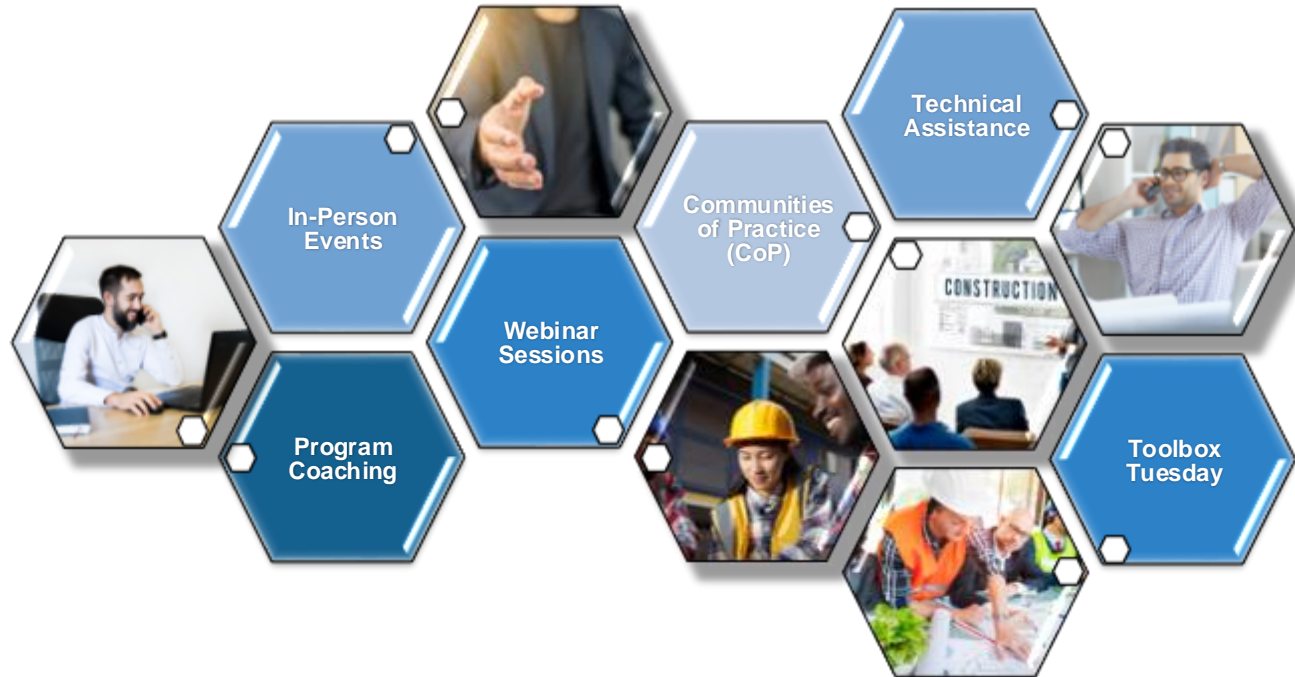 In-Person
Events
Program
Coaching
Webinar
Sessions
Communities
of Practice
(CoP)
Technical
Assistance
CONSTRUCTION
Toolbox
Tuesday